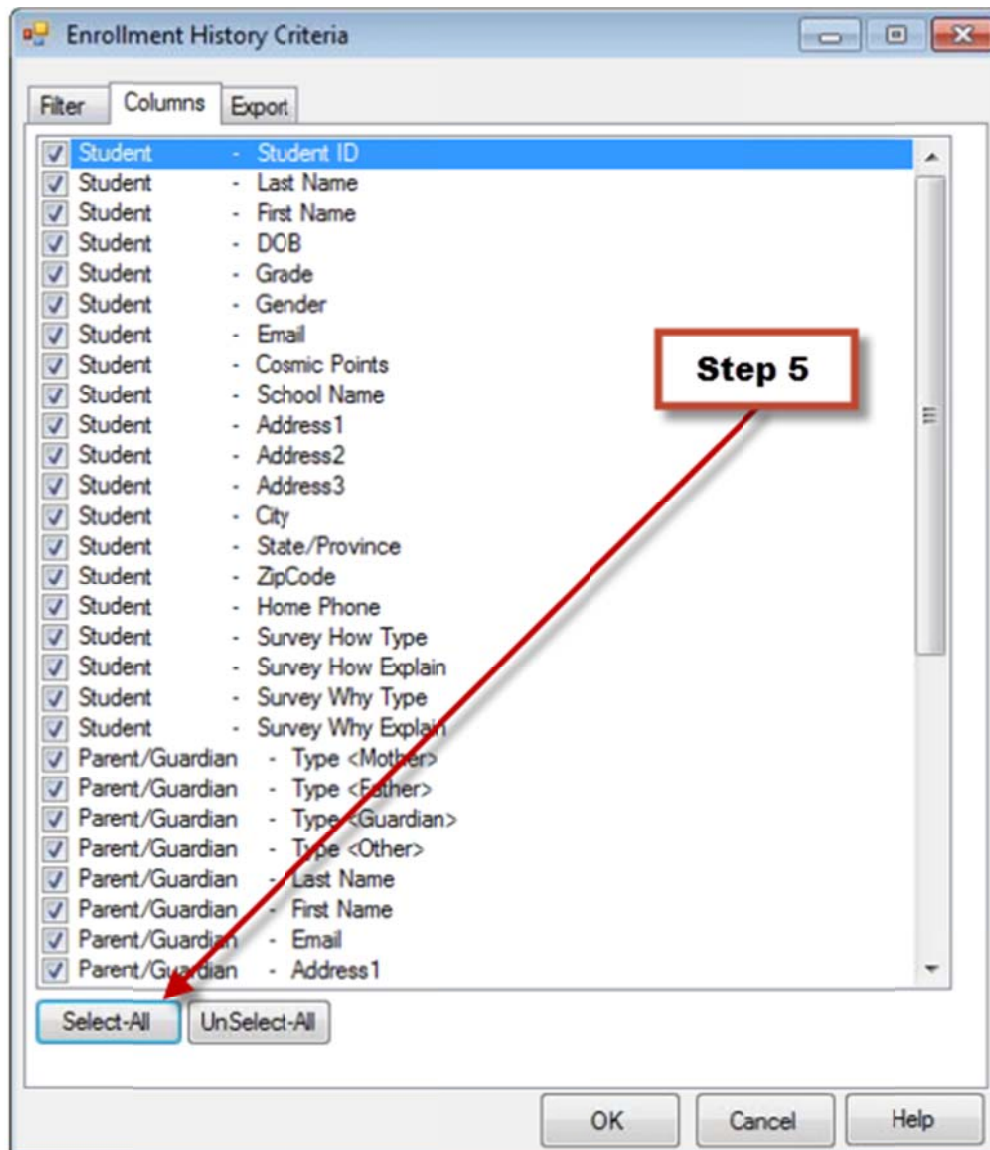 Enrollment History Criteria
Filter Columns Export
Student - Student ID
Student - Last Name
Student - First Name
Student - DOB
Student - Grade
Student - Gender
Student - Email
Student - Cosmic Points
Student - School Name
Student - Address1
Student - Address2
Student - Address3
Student - City
Student - State/Province
Student - ZipCode
Student - Home Phone
Student - Survey How Type
Student - Survey How Explain
Student - Survey Why Type
Student - Survey Why Explain
Parent/Guardian - Type <Mother>
Parent/Guardian - Type <Father>
Parent/Guardian - Type <Guardian>
Parent/Guardian - Type <Other>
Parent/Guardian - Last Name
Parent/Guardian - First Name
Parent/Guardian - Email
Parent/Guardian - Address1
Step 5
Select-All UnSelect-All
OK Cancel Help